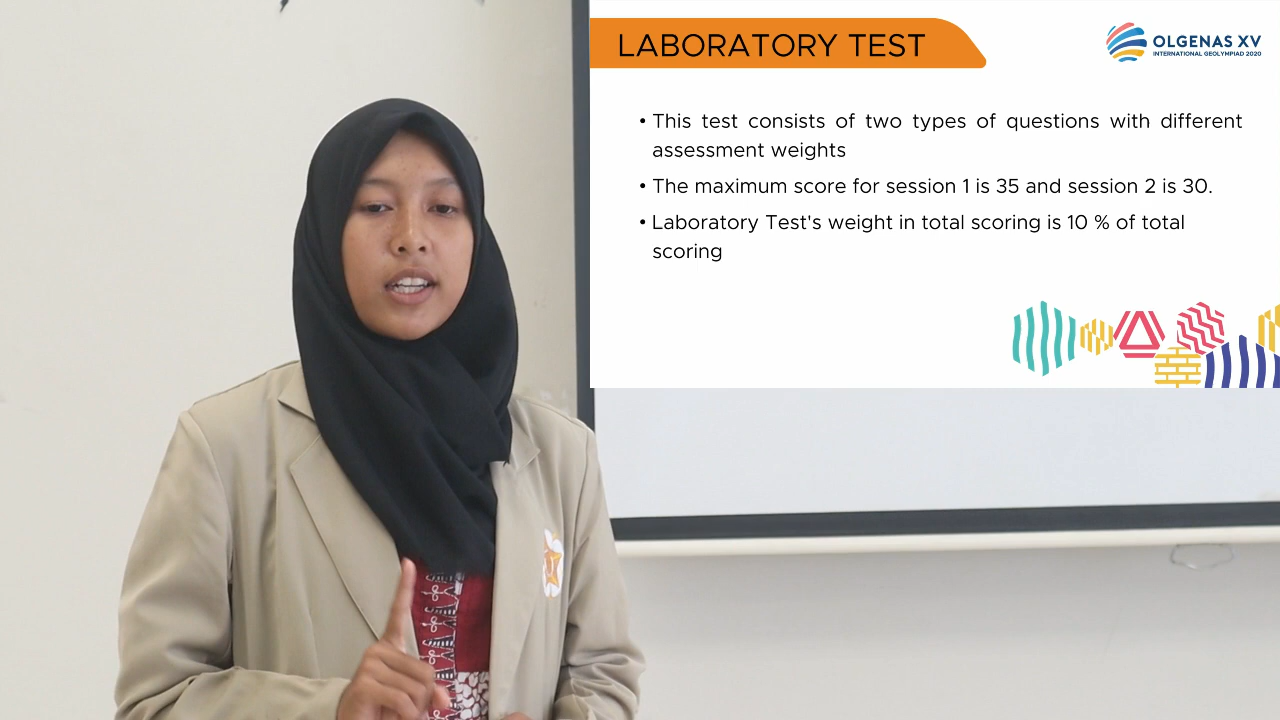 LABORATORY TEST
OLGENAS XV
INTERNATIONAL GEOLYMPIAD 2020
• This test consists of two types of questions with different
assessment weights
• The maximum score for session 1 is 35 and session 2 is 30.
• Laboratory Test's weight in total scoring is 10 % of total
scoring